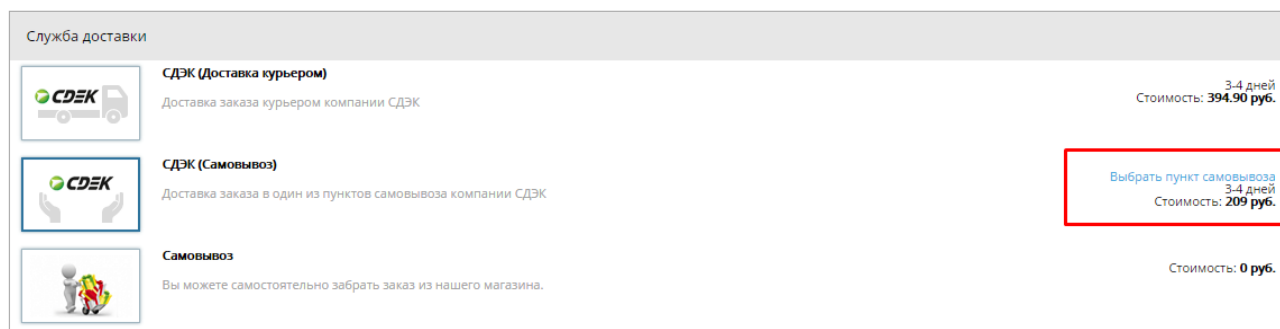 Служба доставки
CDEK
СДЭК (Доставка курьером)
Доставка заказа курьером компании СДЭК
3-4 дней
Стоимость: 394.90 руб.
CDEK
СДЭК (Самовывоз)
Доставка заказа в один из пунктов самовывоза компании СДЭК
Выбрать пункт самовывоза
3-4 дней
Стоимость: 209 руб.
Самовывоз
Вы можете самостоятельно забрать заказ из нашего магазина.
Стоимость: 0 руб.